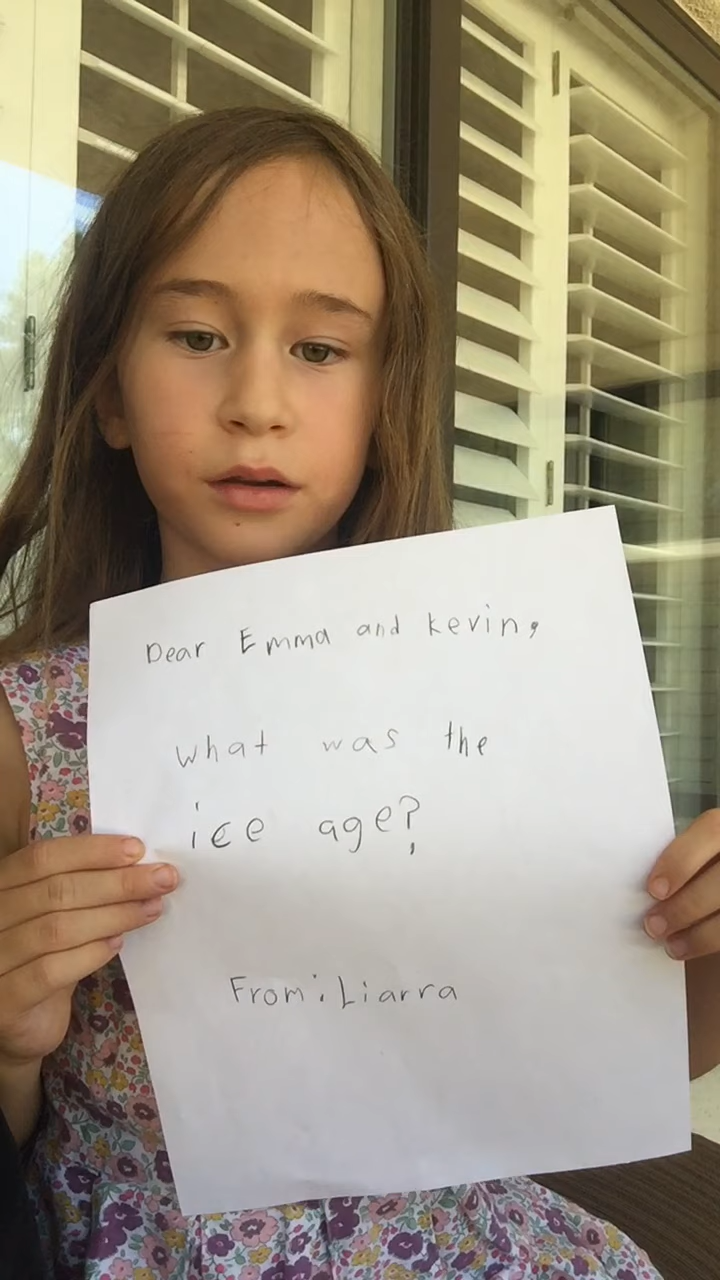 Dear Emma and kevin,
what was the
ice age?
From: Liarra